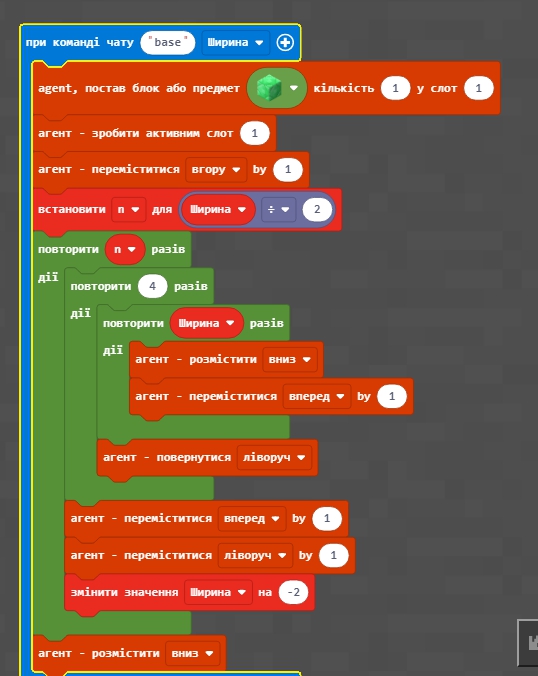 при команді чату "base" Ширина
agent, постав блок або предмет кількість 1 у слот 1
агент - зробити активним слот 1
агент - переміститися вгору by 1
встановити n для Ширина ÷ 2
повторити n разів
дії
повторити 4 разів
дії
повторити Ширина разів
дії
агент - розмістити вниз
агент - переміститися вперед by 1
агент - повернутися ліворуч
агент - переміститися вперед by 1
агент - переміститися ліворуч by 1
змінити значення Ширина на -2
агент - розмістити вниз